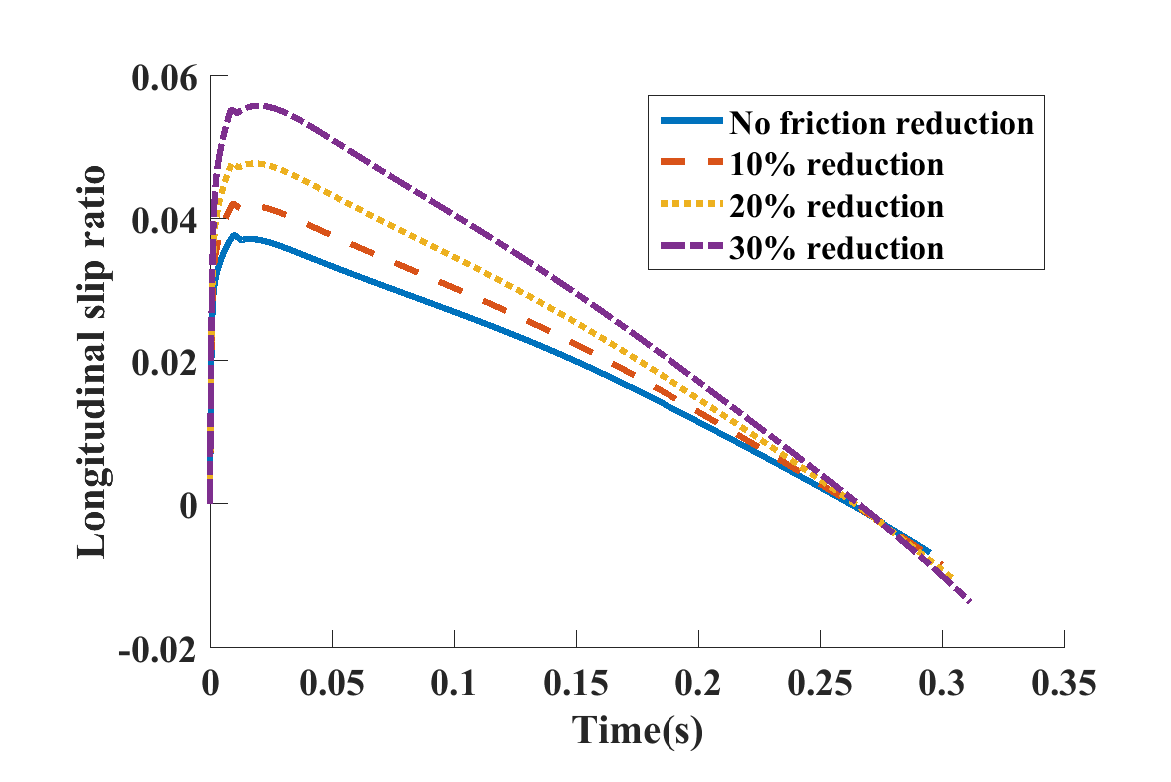 0.06
0.04
0.02
0
-0.02
Longitudinal slip ratio
No friction reduction
10% reduction
20% reduction
30% reduction
0 0.05 0.1 0.15 0.2 0.25 0.3 0.35
Time(s)